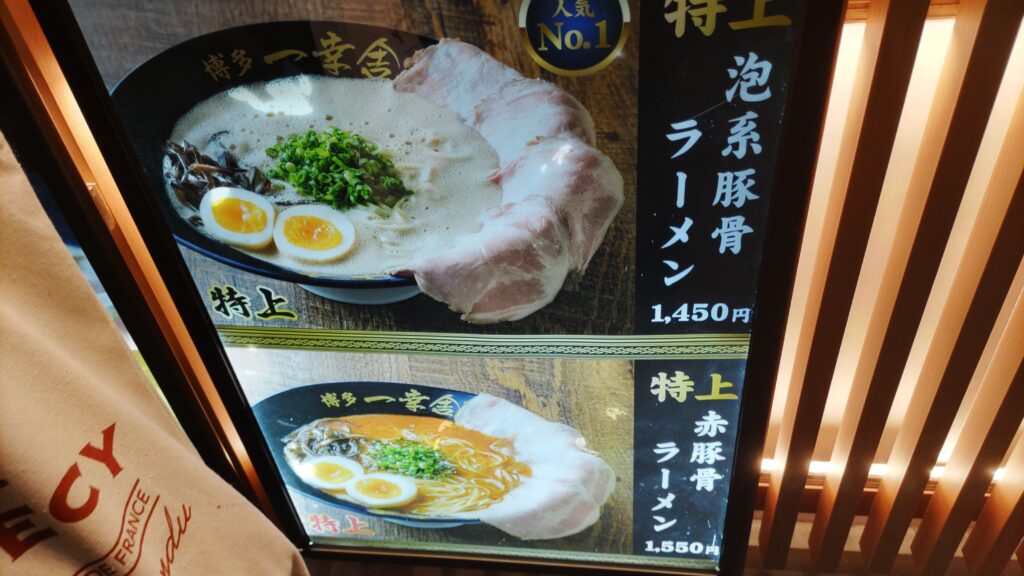 博多 一幸舎
人気
No.1
特上
泡系豚骨
ラーメン
1,450円
特上
博多 一幸舎
特上
赤豚骨
ラーメン
1,550円
特上
ECY
DE FRANCE